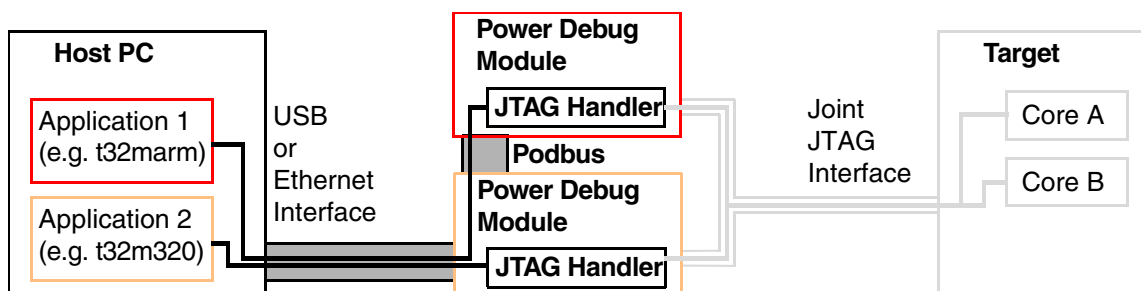 Host PC
Application 1
(e.g. t32marm)
Application 2
(e.g. t32m320)
USB
or
Ethernet
Interface
Power Debug
Module
JTAG Handler
Podbus
Power Debug
Module
JTAG Handler
Joint
JTAG
Interface
Target
Core A
Core B